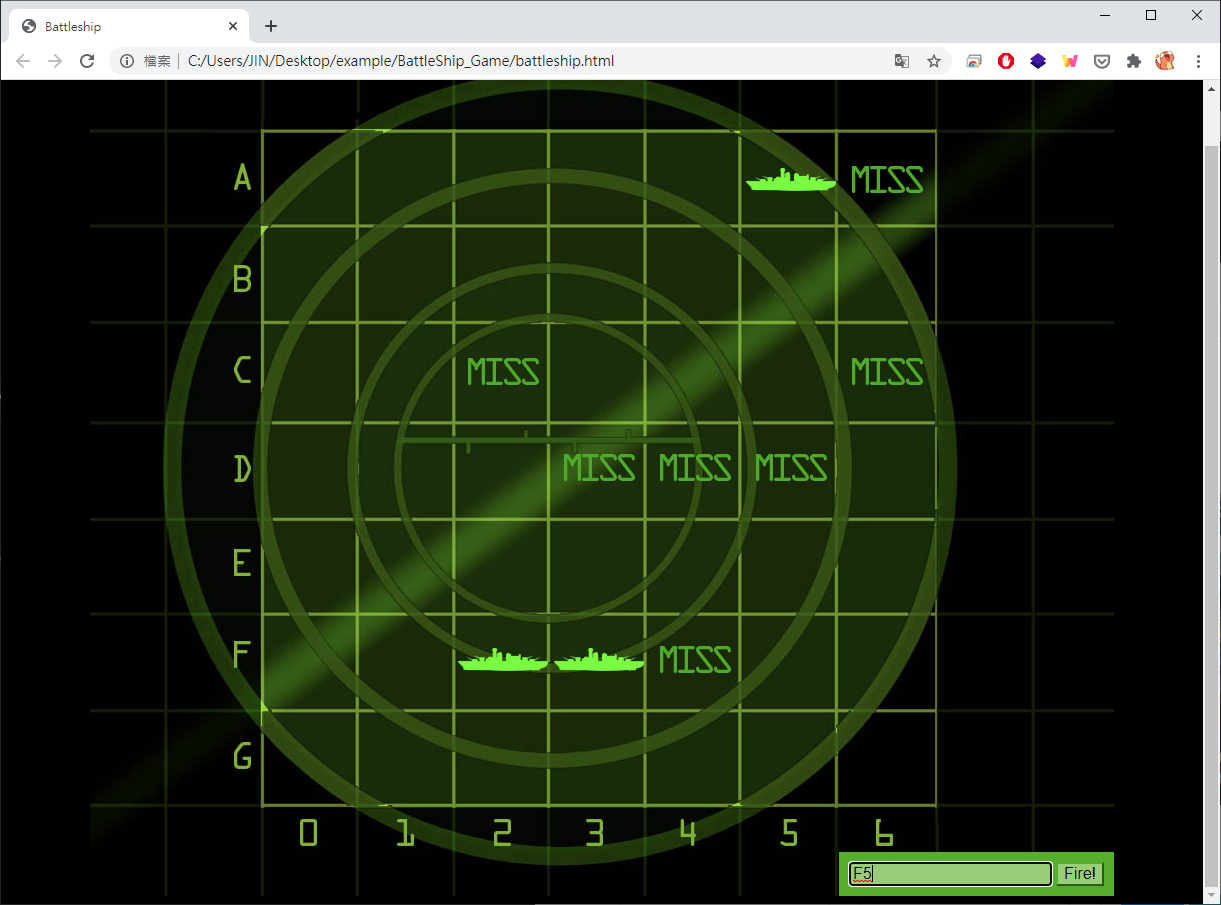 Battleship
檔案 C:/Users/JIN/Desktop/example/BattleShip_Game/battleship.html
A MISS
B
C MISS MISS
D MISS MISS MISS
E
F MISS
G
0 1 2 3 4 5 6
F5 Fire!